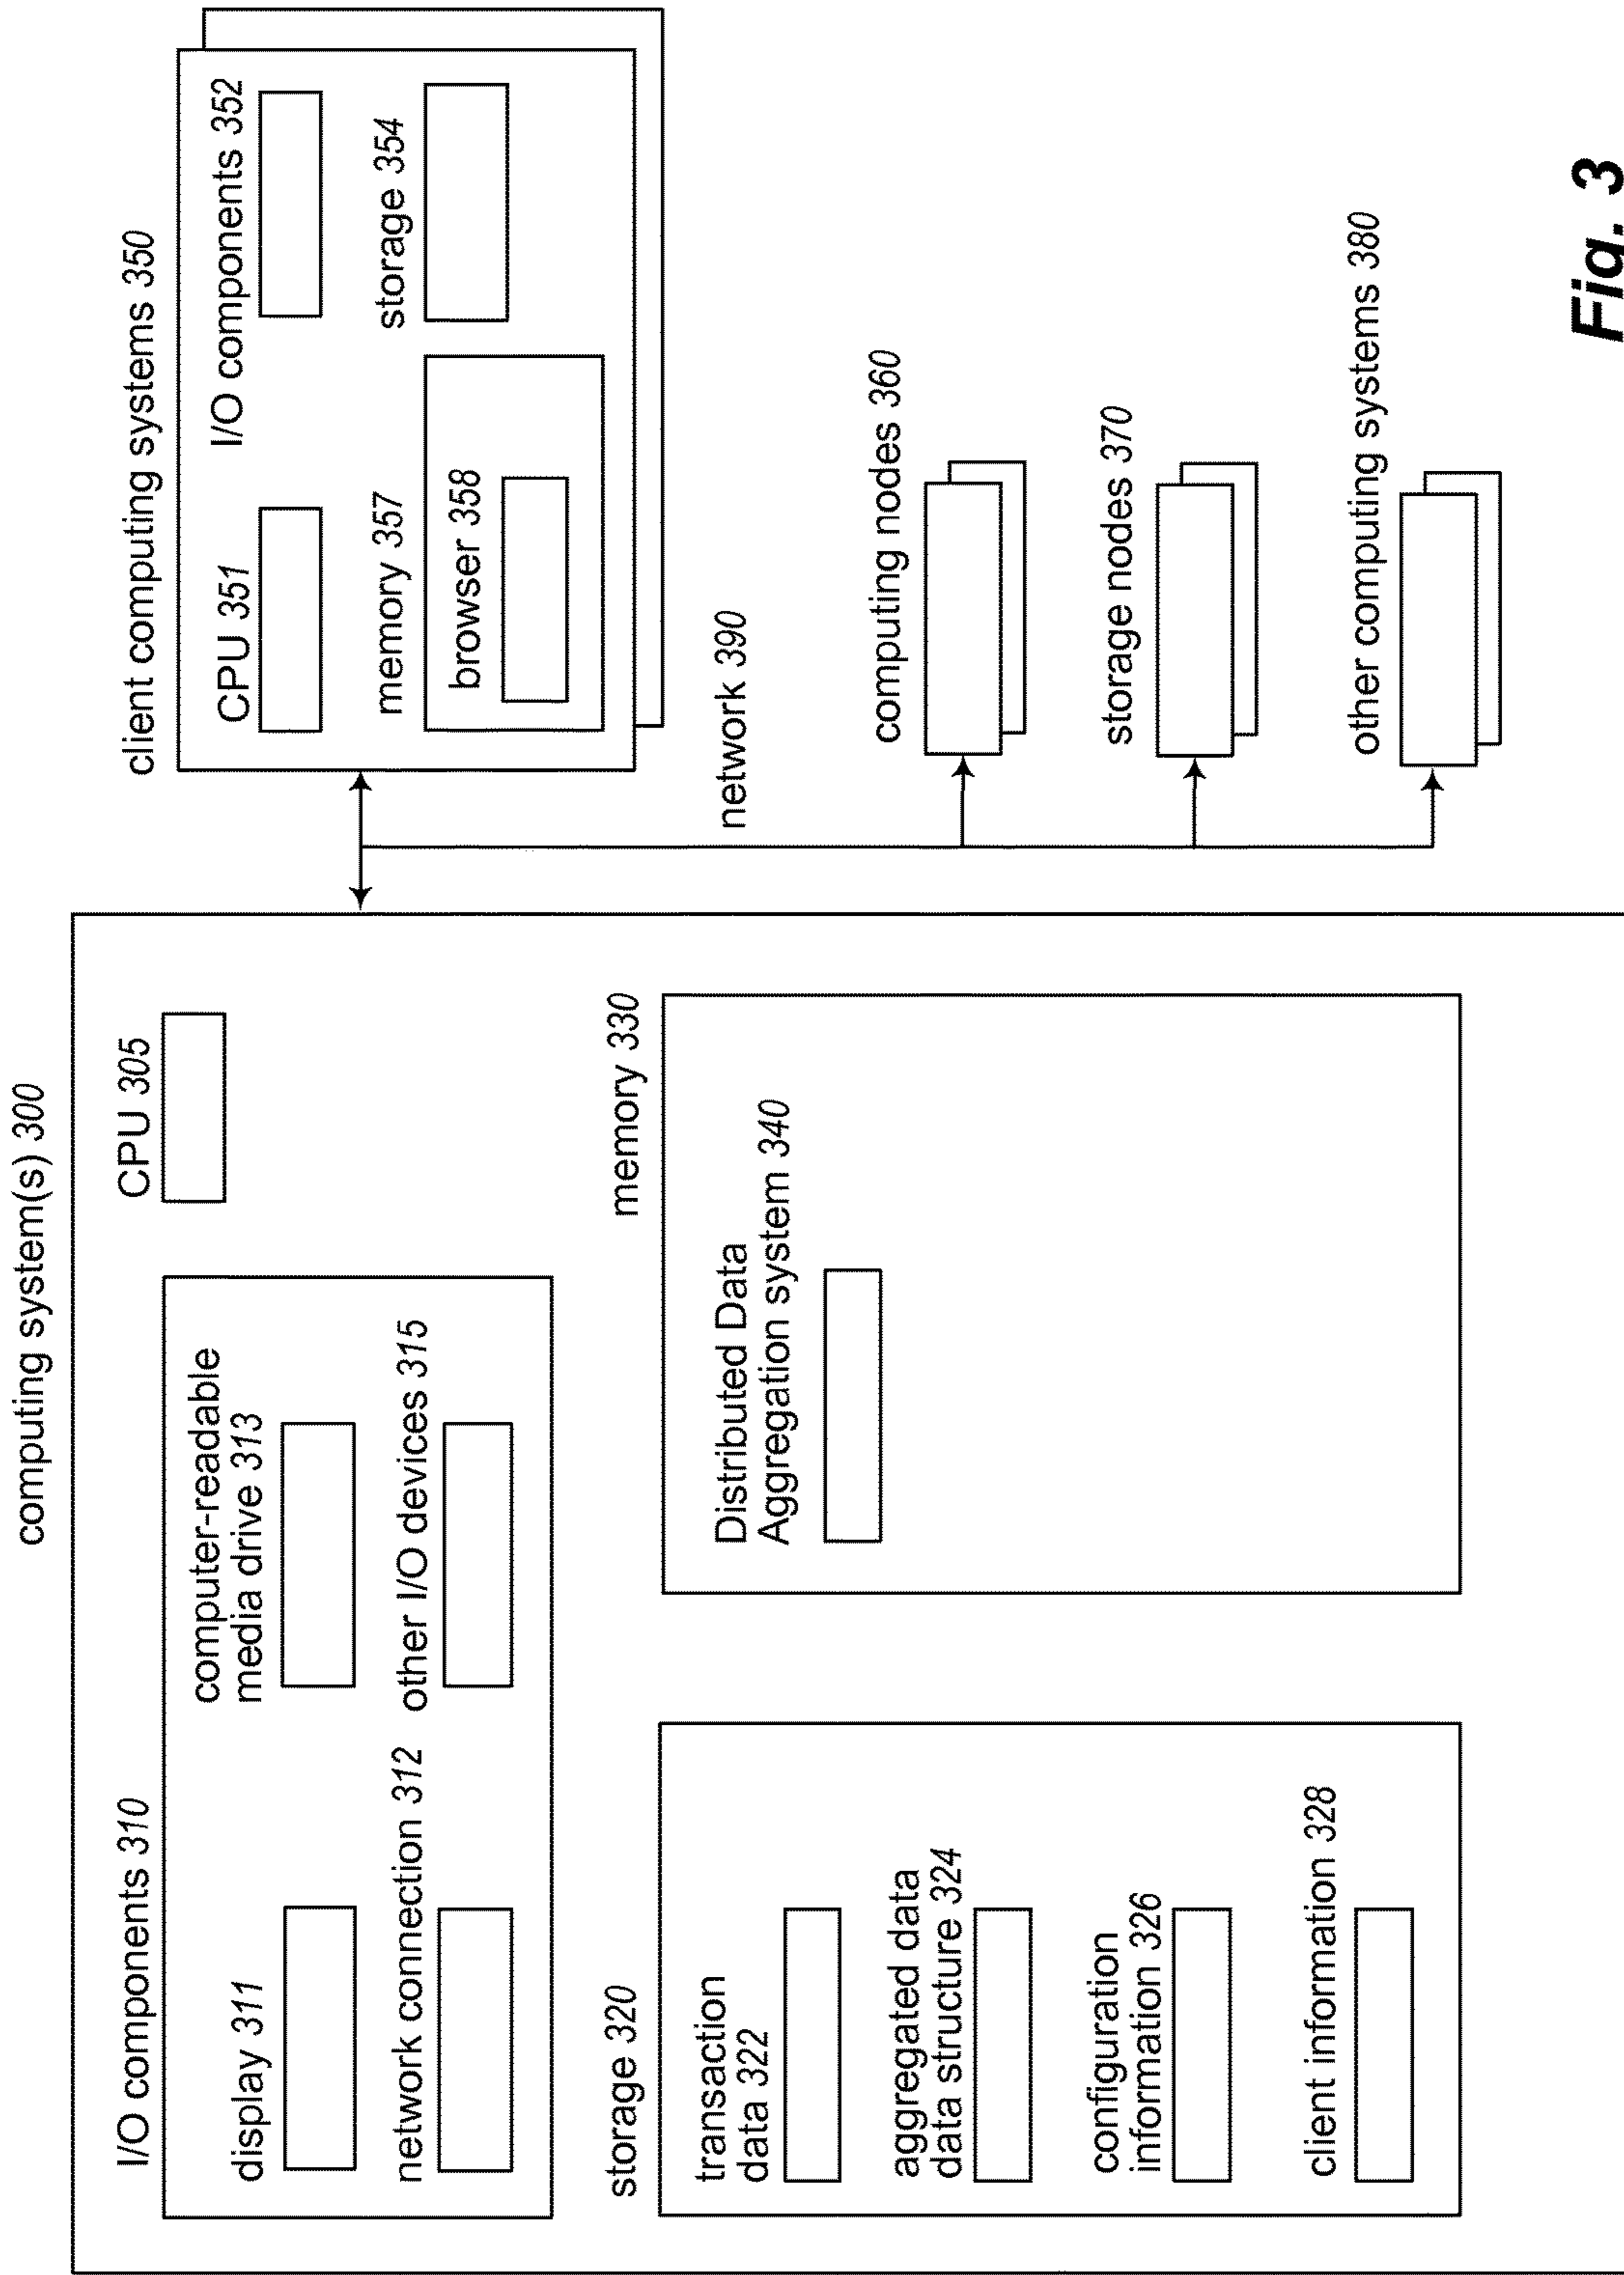 computing system(s) 300
I/O components 310
display 311
network connection 312
computer-readable
media drive 313
other I/O devices 315
CPU 305
storage 320
transaction
data 322
aggregated data
data structure 324
configuration
information 326
client information 328
memory 330
Distributed Data
Aggregation system 340
client computing systems 350
CPU 351
I/O components 352
memory 357
browser 358
storage 354
network 390
computing nodes 360
storage nodes 370
other computing systems 380
Fig. 3